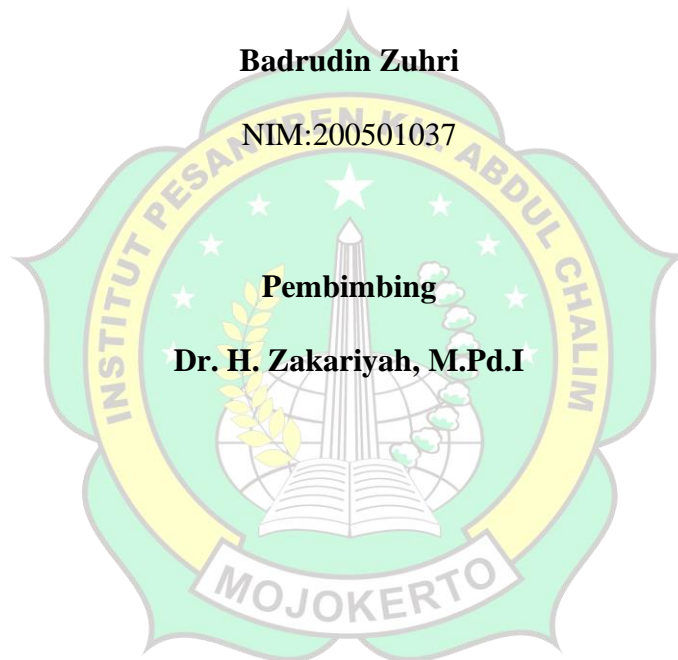 Badrudin Zuhri
NIM:200501037
Pembimbing
Dr. H. Zakariyah, M.Pd.I
INSTITUT PESANTREN KH. ABDUL CHALIM
MOJOKERTO